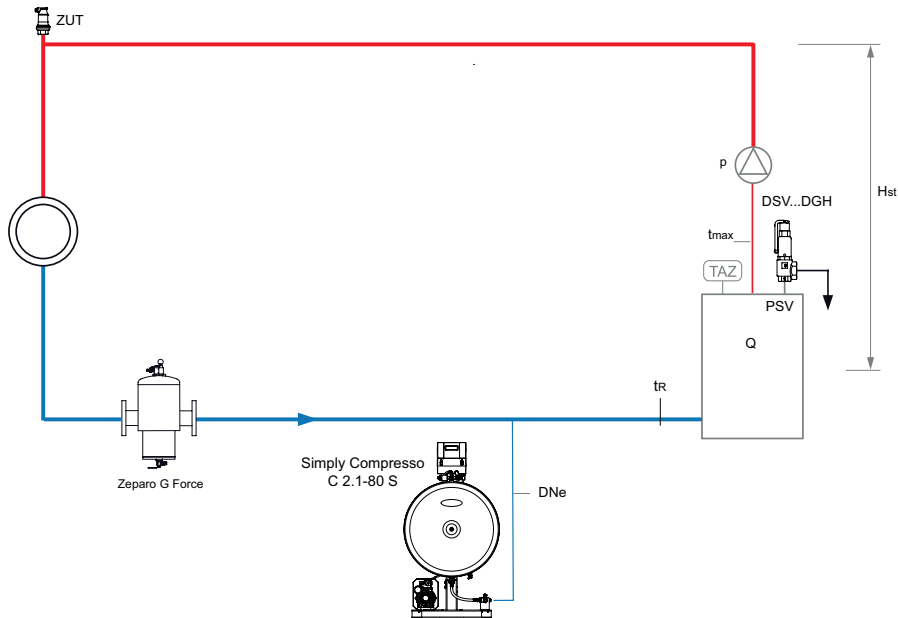 ZUT
p
Hst
DSV...DGH
tmax
TAZ
PSV
Q
tR
Simply Compresso
C 2.1-80 S
Zeparo G Force
DNe